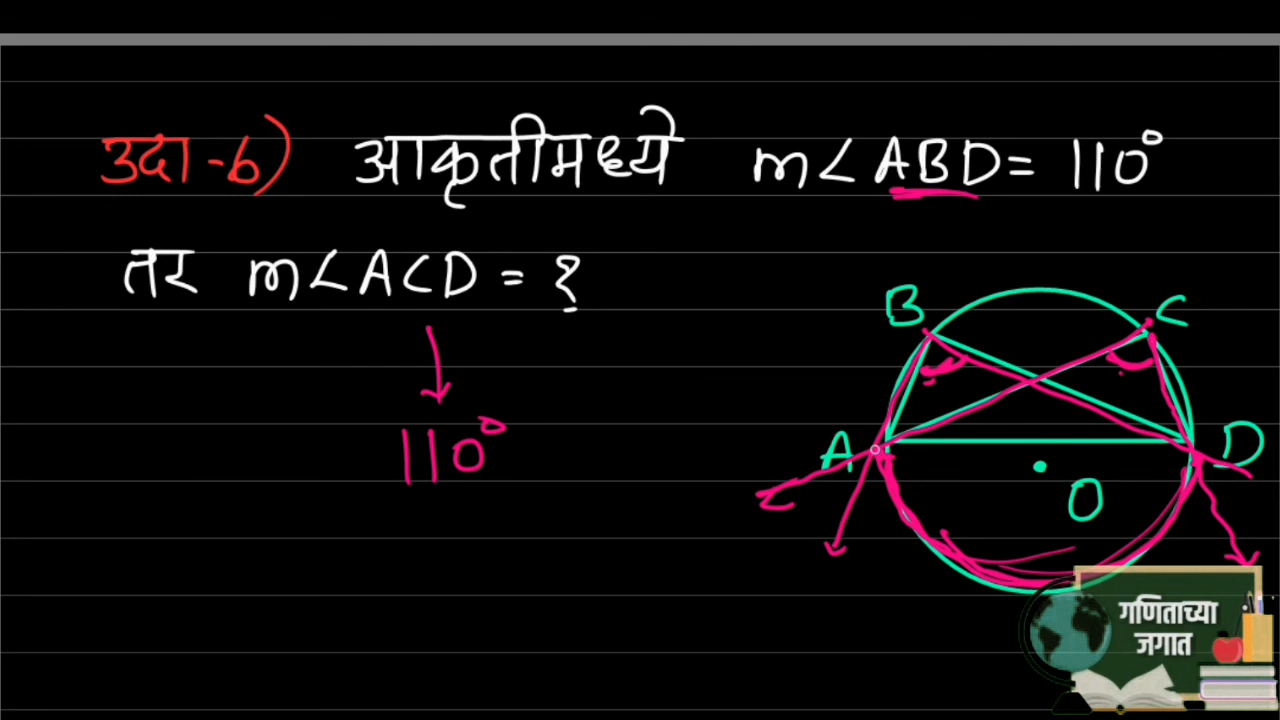 उदा-6) आकृतीमध्ये m∠ABD= 110°
तर m∠ACD = ?
110°
B
C
A
D
O
गणिताच्या
जगात